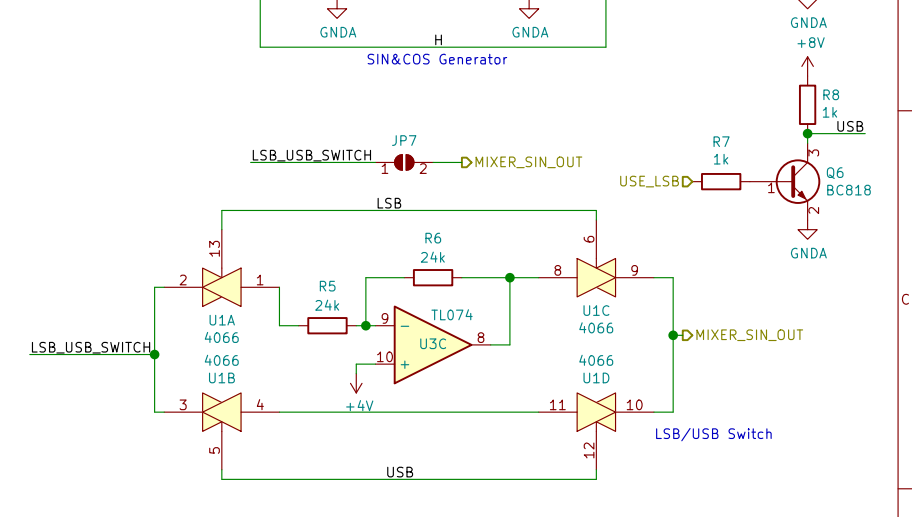 GNDA
GNDA
GNDA
H
SIN&COS Generator
+8V
R8
1k
USB
JP7
LSB_USB_SWITCH
1
2
MIXER_SIN_OUT
R7
1k
USE_LSB
1
3
2
Q6
BC818
GNDA
LSB
13
2
1
U1A
4066
R5
24k
R6
24k
9
−
TL074
U3C
8
10
+
+4V
6
8
9
U1C
4066
LSB_USB_SWITCH
MIXER_SIN_OUT
4066
U1B
3
4
5
4066
U1D
11
10
12
LSB/USB Switch
USB
C